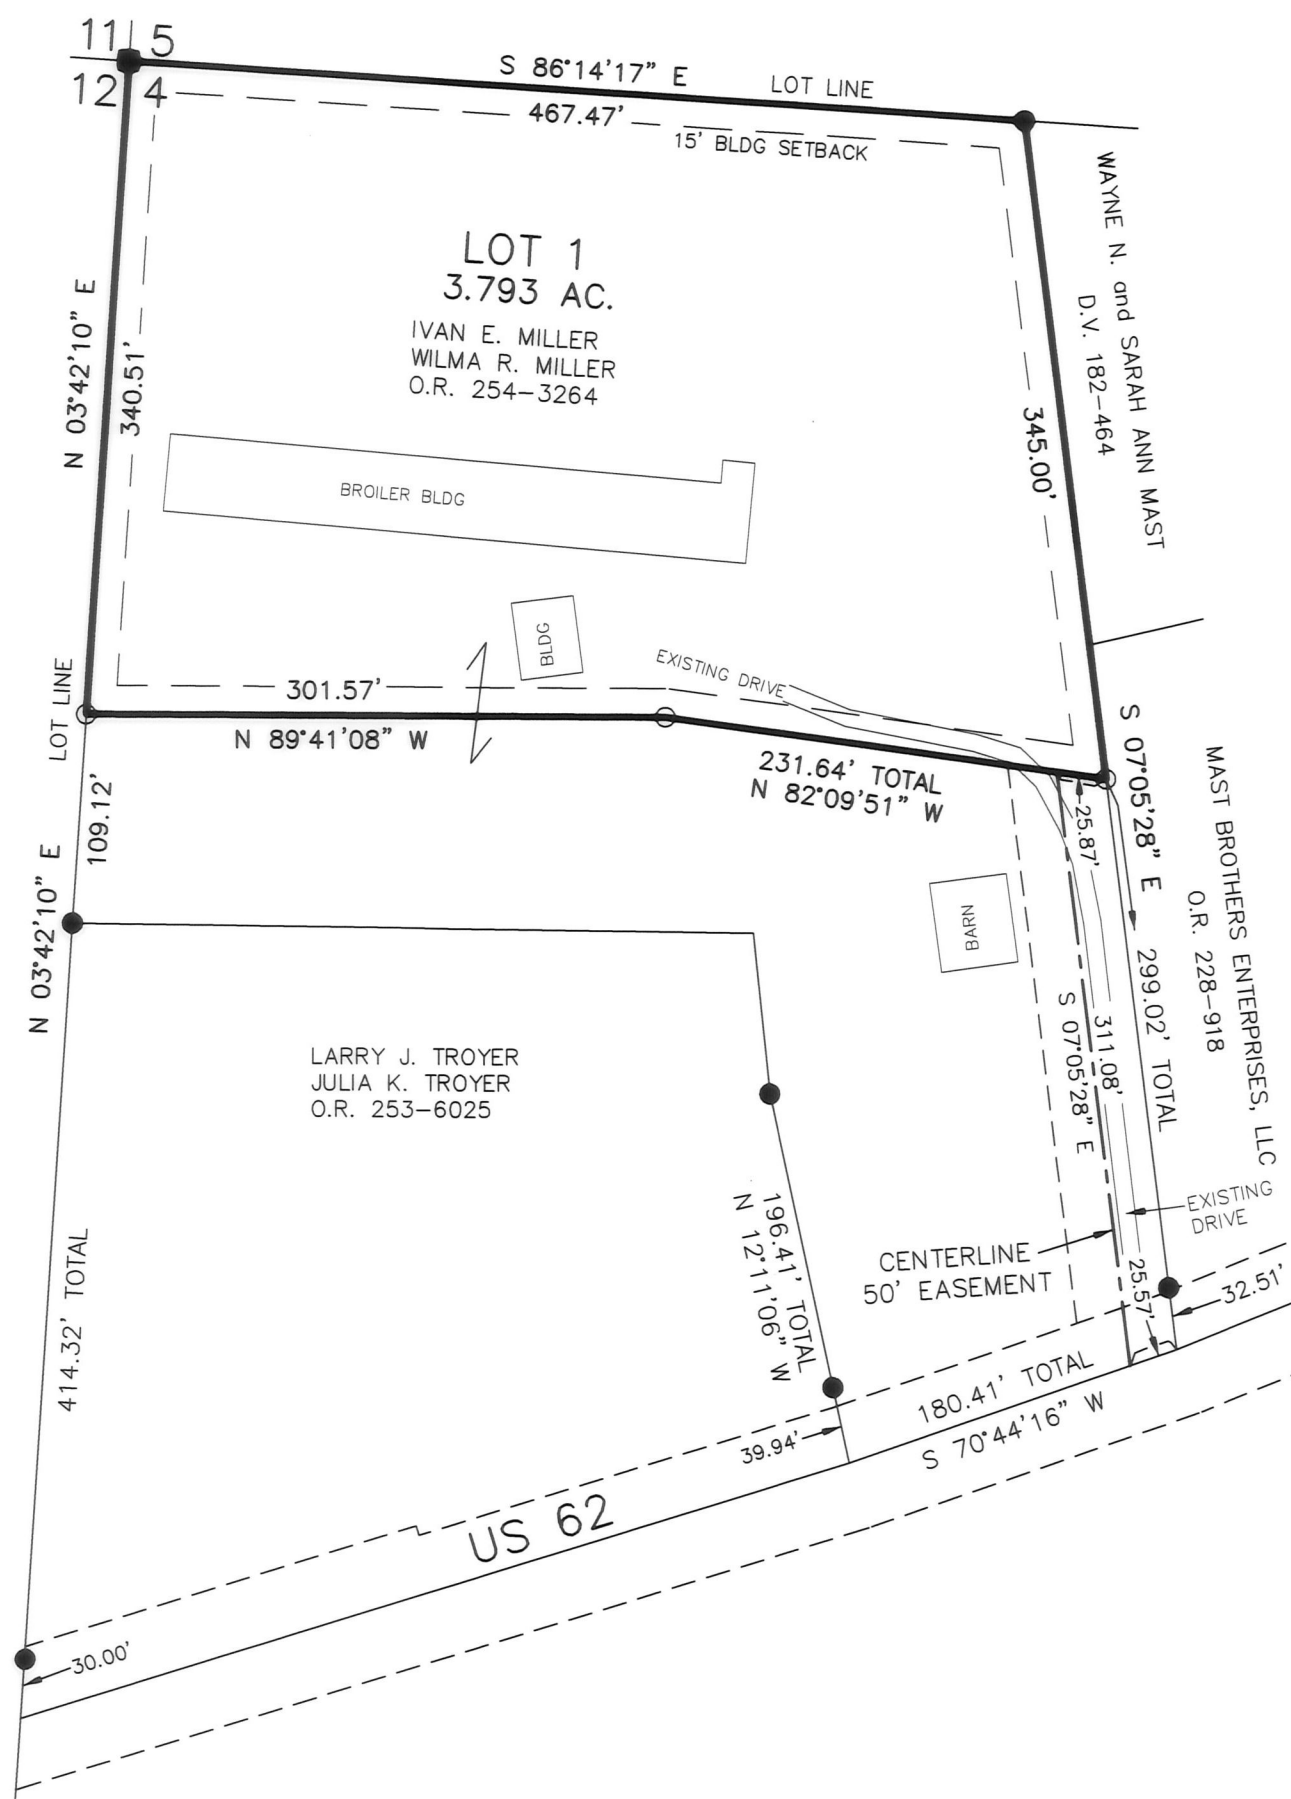 11 5
12 4
S 86°14'17" E
LOT LINE
467.47'
15' BLDG SETBACK
WAYNE N. and SARAH ANN MAST
D.V. 182-464
LOT 1
3.793 AC.
IVAN E. MILLER
WILMA R. MILLER
O.R. 254-3264
N 03°42'10" E
340.51'
345.00'
BROILER BLDG
BLDG
EXISTING DRIVE
LOT LINE
301.57'
N 89°41'08" W
231.64' TOTAL
N 82°09'51" W
S 07°05'28" E
299.02' TOTAL
MAST BROTHERS ENTERPRISES, LLC
O.R. 228-918
109.12'
N 03°42'10" E
25.87'
BARN
S 07°05'28" E
311.08'
LARRY J. TROYER
JULIA K. TROYER
O.R. 253-6025
196.41' TOTAL
N 12°11'06" W
EXISTING
DRIVE
CENTERLINE
50' EASEMENT
25.57'
32.51'
414.32' TOTAL
180.41' TOTAL
S 70°44'16" W
39.94'
US 62
30.00'